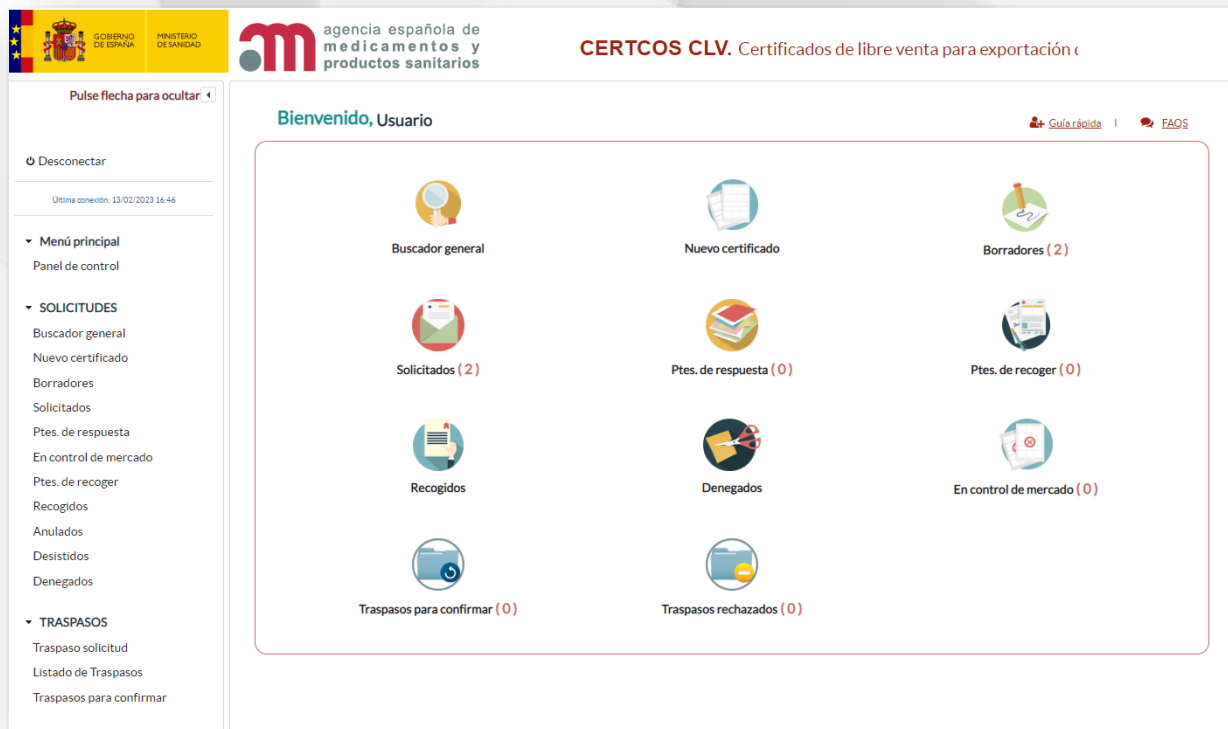 GOBIERNO
DE ESPAÑA
MINISTERIO
DE SANIDAD
agencia española de
medicamentos y
productos sanitarios
CERTCOS CLV. Certificados de libre venta para exportación
Pulse flecha para ocultar
Desconectar
Última conexión: 13/02/2023 16:46
Menú principal
Panel de control
SOLICITUDES
Buscador general
Nuevo certificado
Borradores
Solicitados
Ptes. de respuesta
En control de mercado
Ptes. de recoger
Recogidos
Anulados
Desistidos
Denegados
TRASPASOS
Traspaso solicitud
Listado de Traspasos
Traspasos para confirmar
Bienvenido, Usuario
Guía rápida | FAQS
Buscador general
Nuevo certificado
Borradores (2)
Solicitados (2)
Ptes. de respuesta (0)
Ptes. de recoger (0)
Recogidos
Denegados
En control de mercado (0)
Traspasos para confirmar (0)
Traspasos rechazados (0)